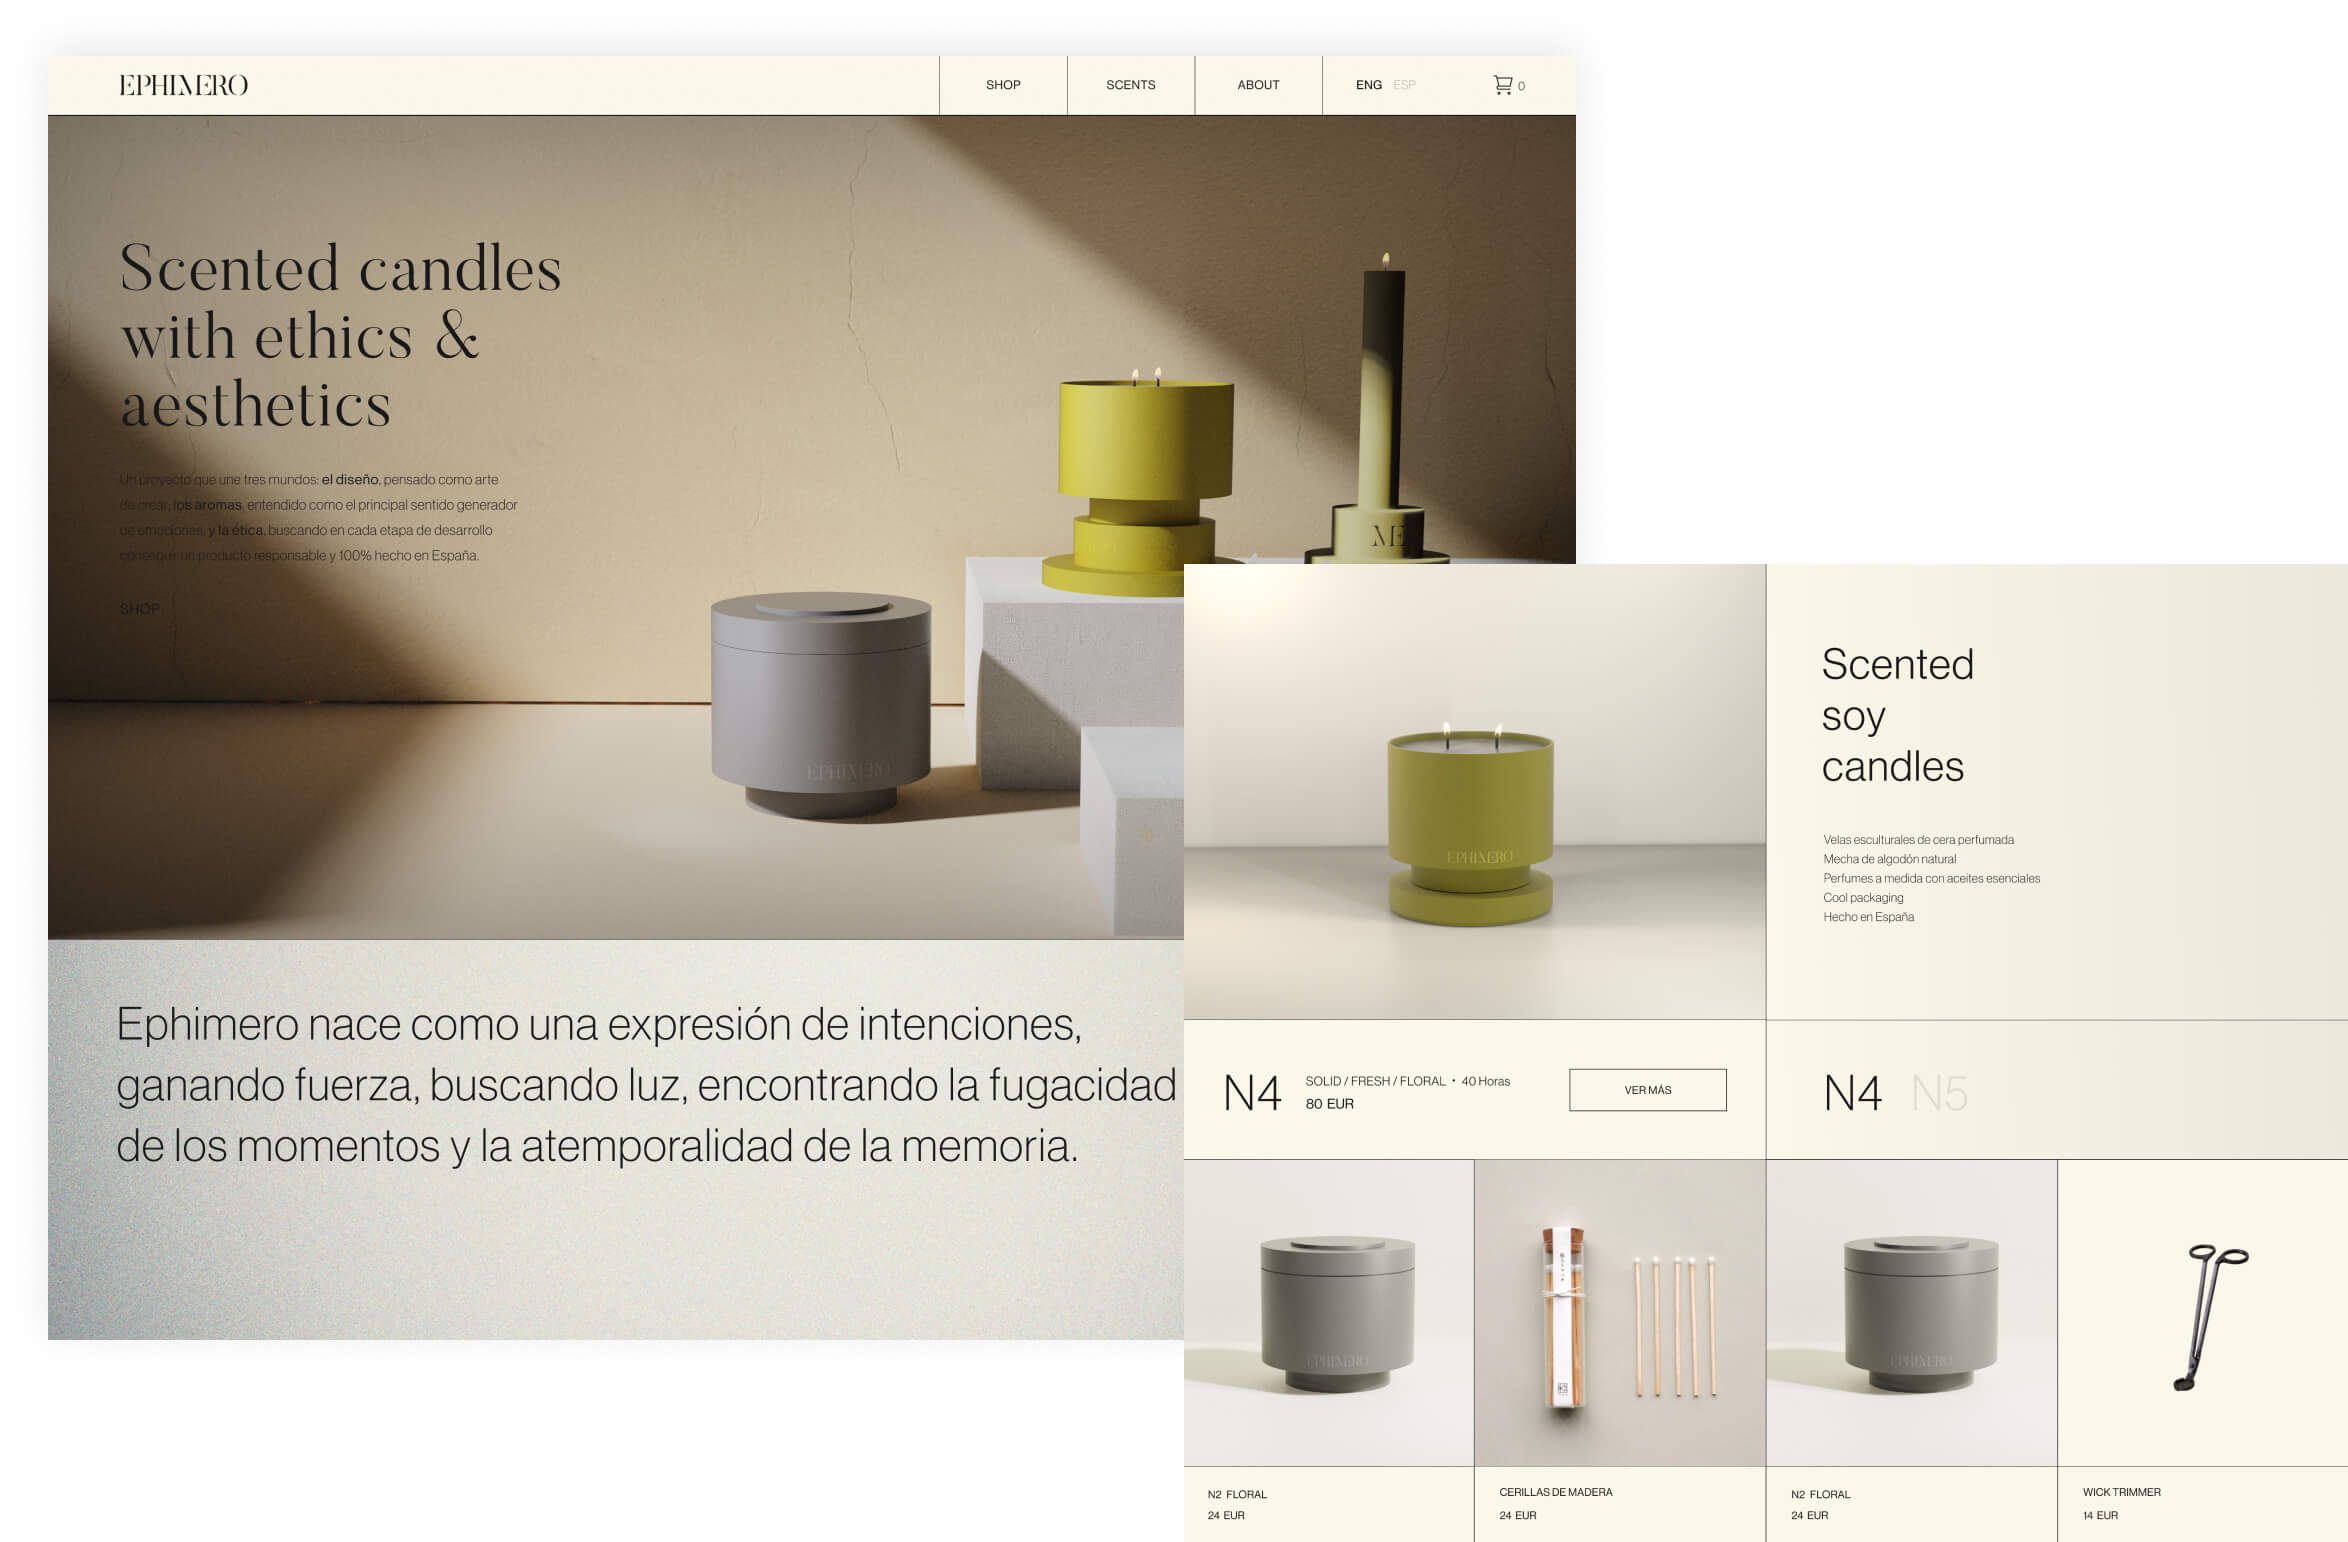 EPHIMERO
SHOP
SCENTS
ABOUT
ENG ESP
0
Scented candles
with ethics &
aesthetics
Un proyecto que une tres mundos: el diseño, pensado como arte
de crear, los aromas, entendido como el principal sentido generador
de emociones, y la ética, buscando en cada etapa de desarrollo
conseguir un producto responsable y 100% hecho en España.
SHOP
ME
EPHIMERO
Ephimero nace como una expresión de intenciones,
ganando fuerza, buscando luz, encontrando la fugacidad
de los momentos y la atemporalidad de la memoria.
EPHIMERO
Scented
soy
candles
Velas esculturales de cera perfumada
Mecha de algodón natural
Perfumes a medida con aceites esenciales
Cool packaging
Hecho en España
N4
SOLID / FRESH / FLORAL • 40 Horas
80 EUR
VER MÁS
N4 N5
EPHIMERO
EPHIMERO
N2 FLORAL
24 EUR
CERILLAS DE MADERA
24 EUR
N2 FLORAL
24 EUR
WICK TRIMMER
14 EUR